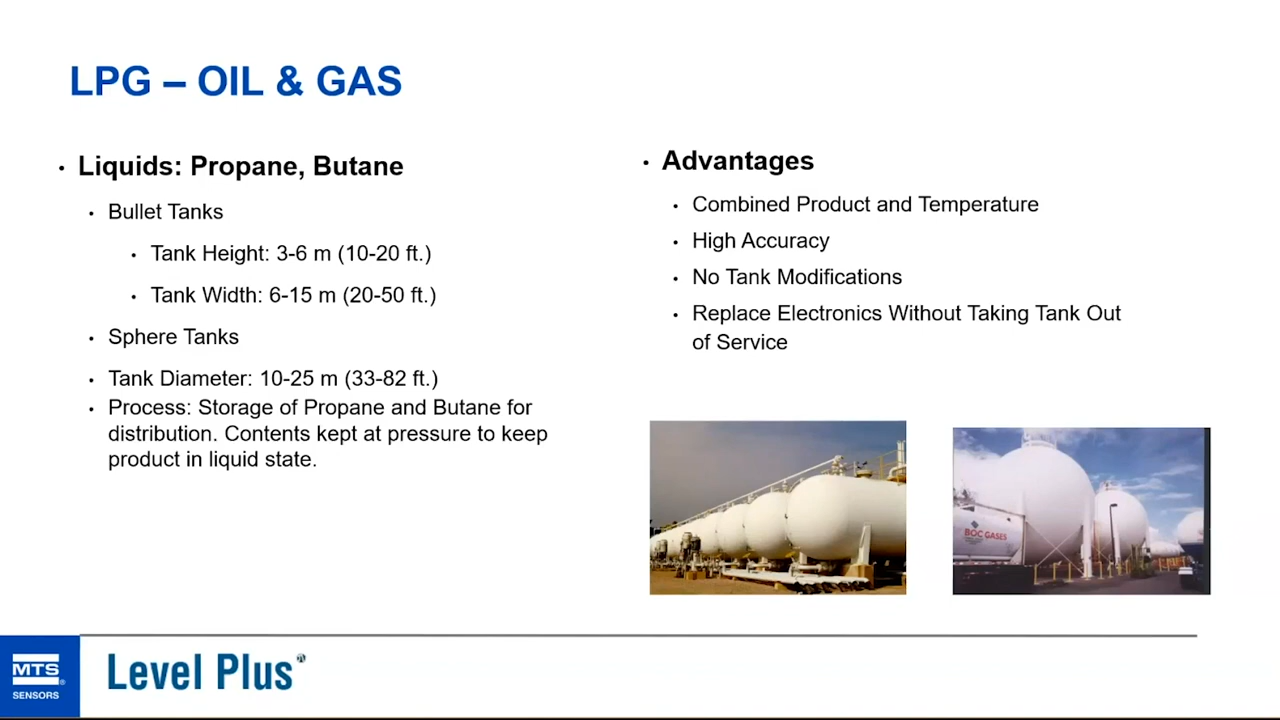 LPG – OIL & GAS
• Liquids: Propane, Butane
• Bullet Tanks
• Tank Height: 3-6 m (10-20 ft.)
• Tank Width: 6-15 m (20-50 ft.)
• Sphere Tanks
• Tank Diameter: 10-25 m (33-82 ft.)
• Process: Storage of Propane and Butane for
distribution. Contents kept at pressure to keep
product in liquid state.
• Advantages
• Combined Product and Temperature
• High Accuracy
• No Tank Modifications
• Replace Electronics Without Taking Tank Out
of Service
BOC GASES
MTS®
SENSORS
Level Plus®